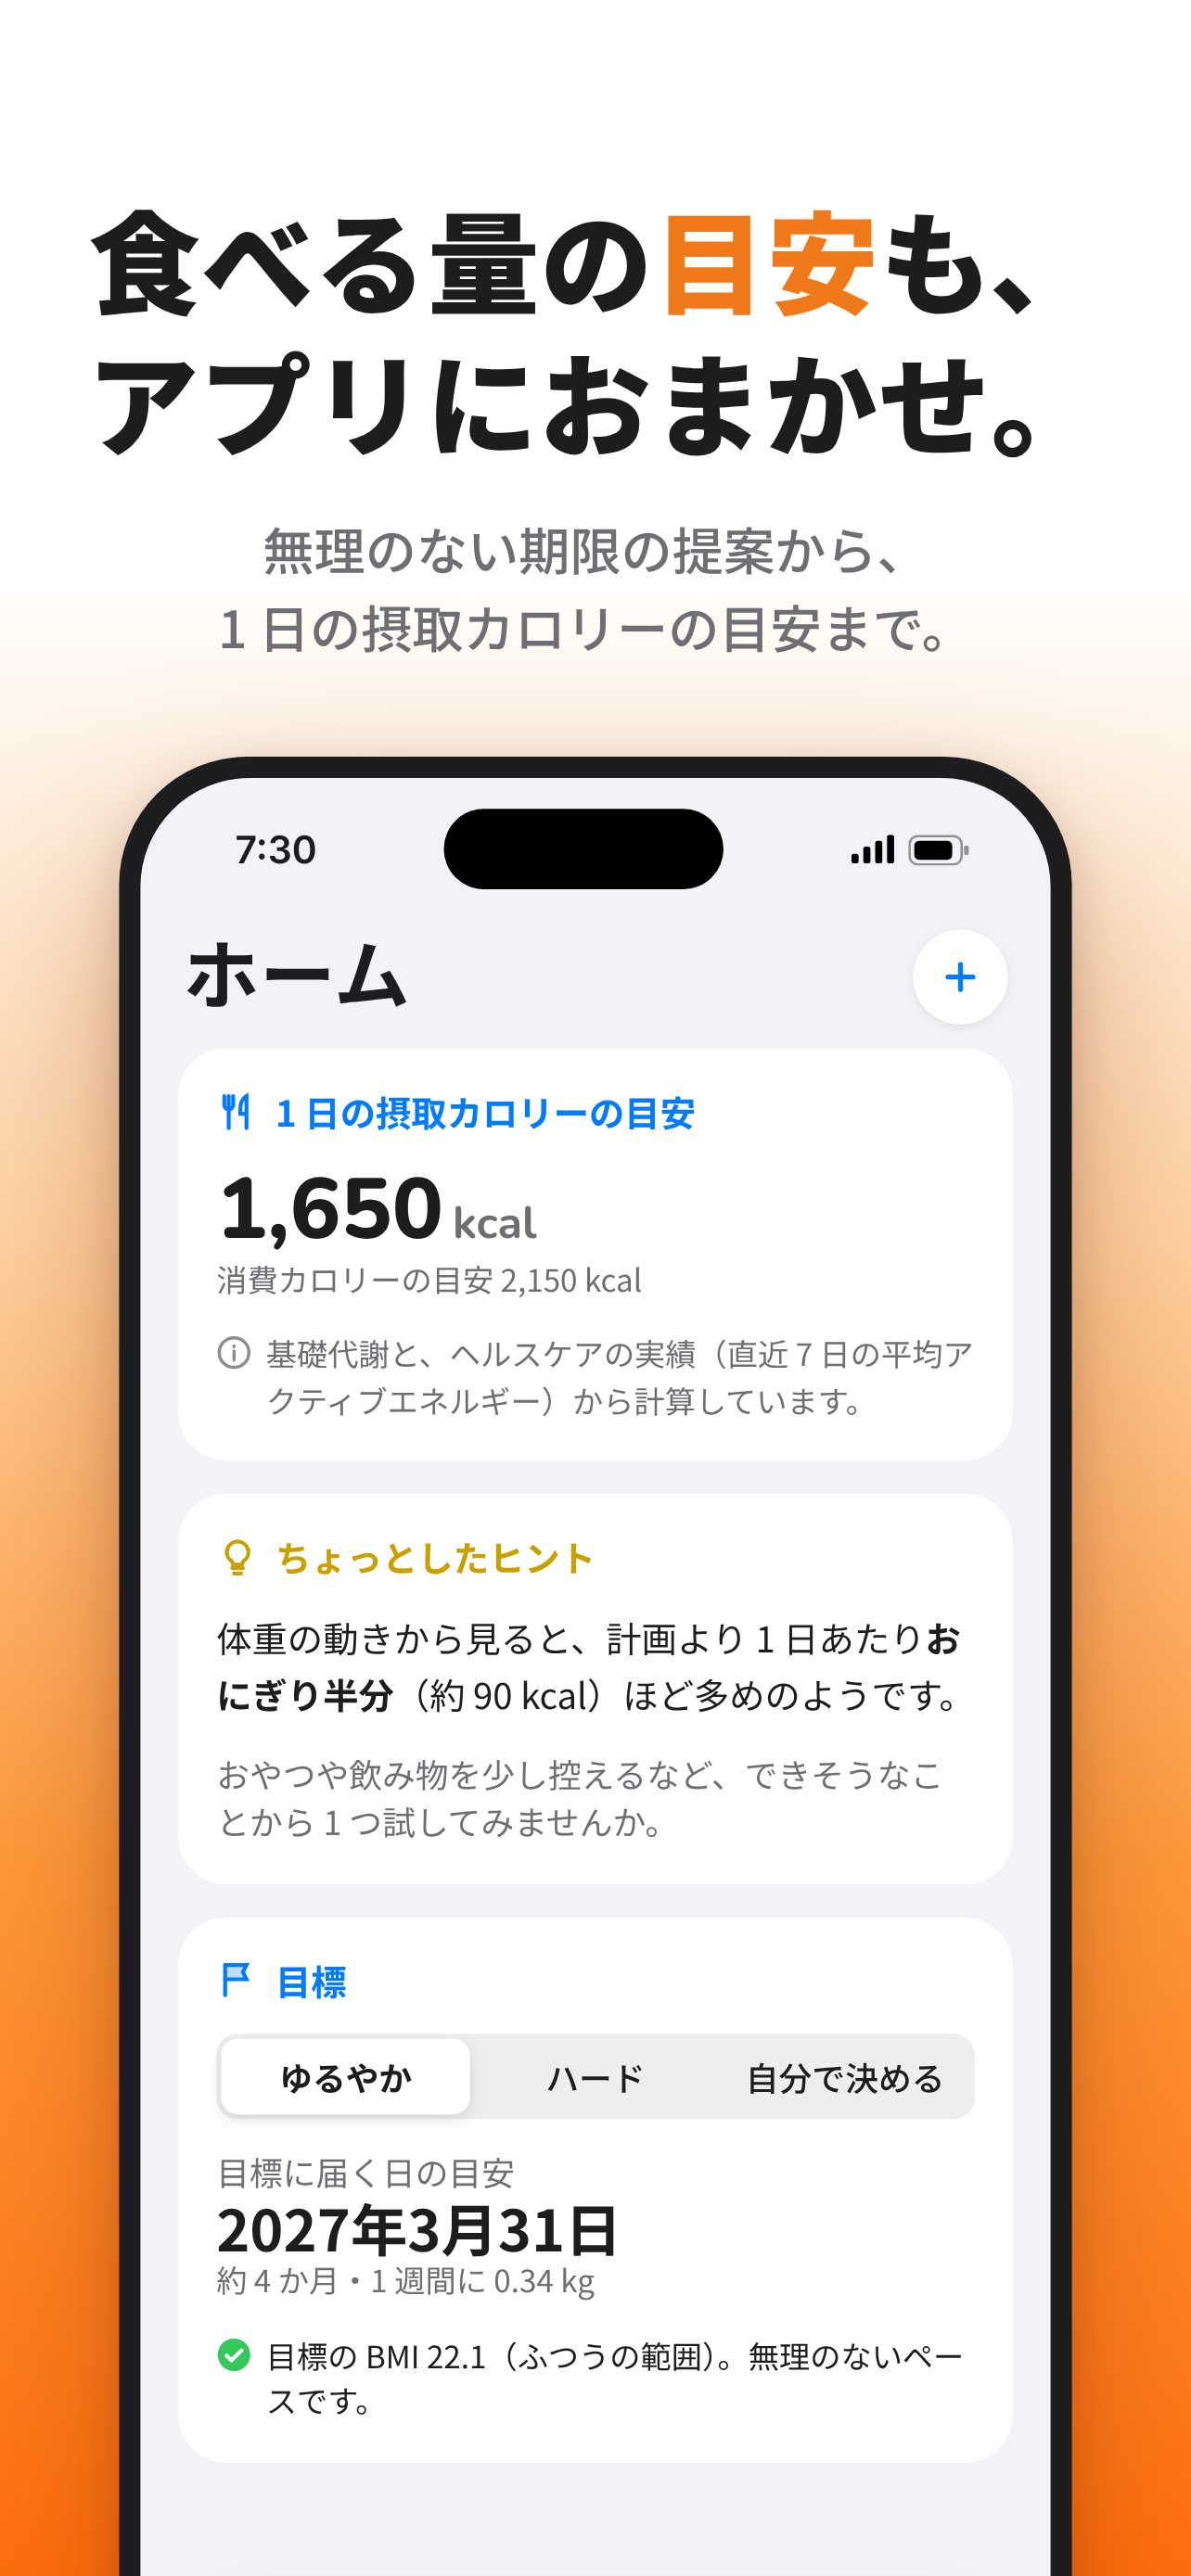 食べる量の目安も、
アプリにおまかせ。
無理のない期限の提案から、
1 日の摂取カロリーの目安まで。
7:30
ホーム
1 日の摂取カロリーの目安
1,650 kcal
消費カロリーの目安 2,150 kcal
基礎代謝と、ヘルスケアの実績（直近 7 日の平均ア
クティブエネルギー）から計算しています。
ちょっとしたヒント
体重の動きから見ると、計画より 1 日あたりお
にぎり半分（約 90 kcal）ほど多めのようです。
おやつや飲み物を少し控えるなど、できそうなこ
とから 1 つ試してみませんか。
目標
ゆるやか ハード 自分で決める
目標に届く日の目安
2027年3月31日
約 4 か月・1 週間に 0.34 kg
目標の BMI 22.1（ふつうの範囲）。無理のないペー
スです。